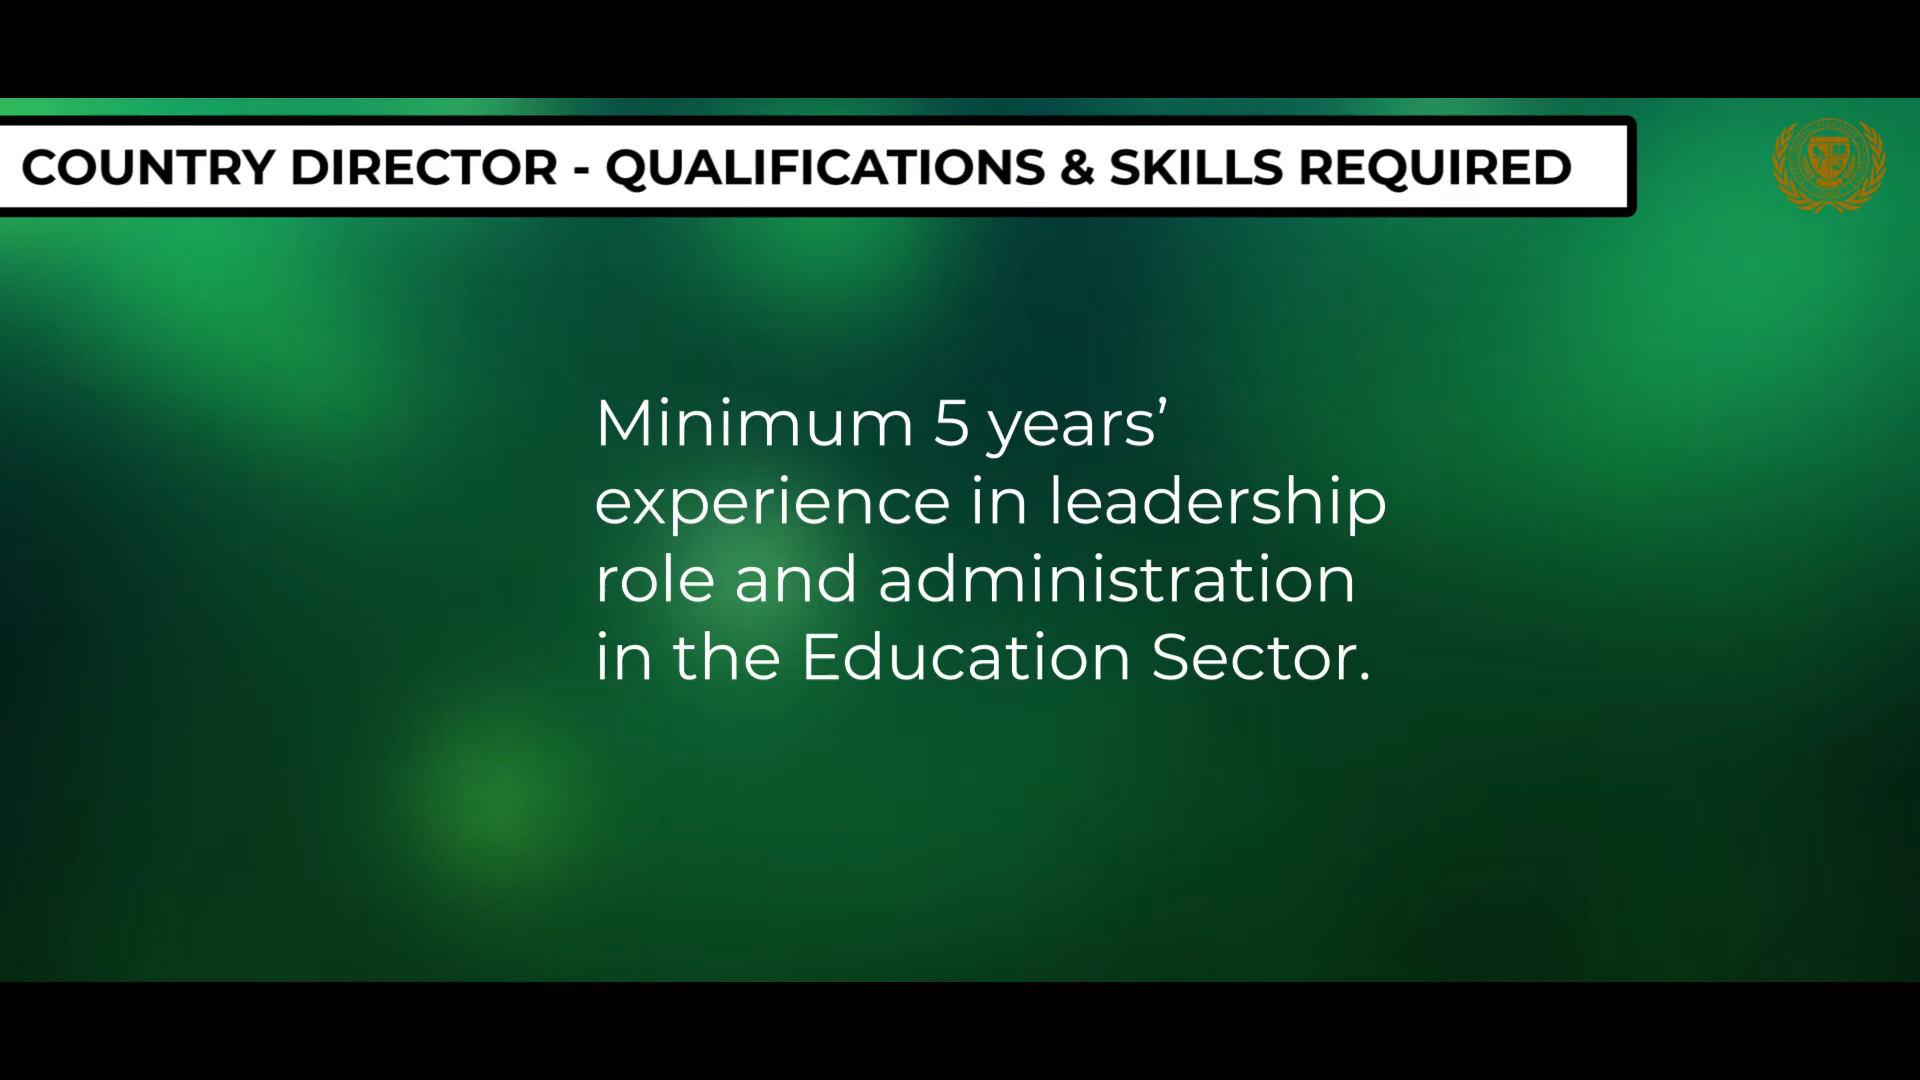 COUNTRY DIRECTOR - QUALIFICATIONS & SKILLS REQUIRED
Minimum 5 years’
experience in leadership
role and administration
in the Education Sector.